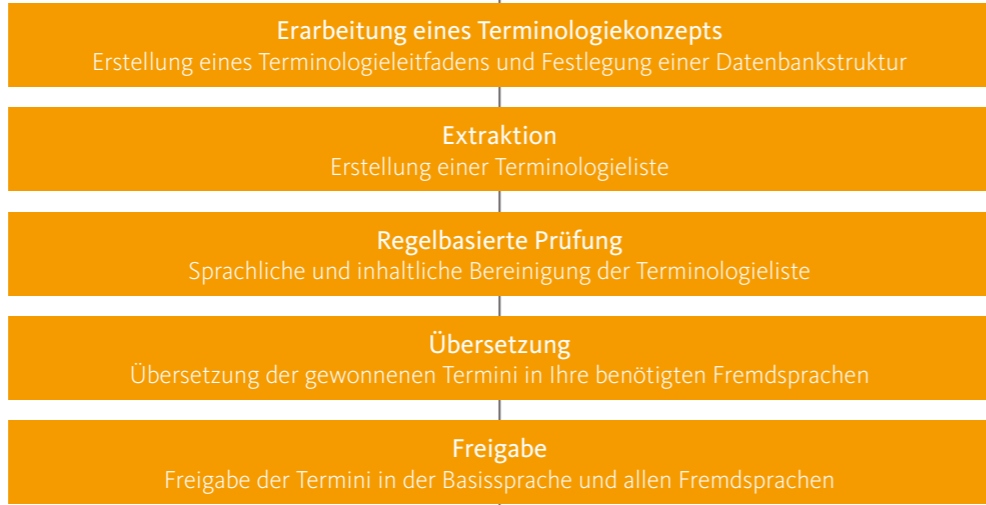 Erarbeitung eines Terminologiekonzepts
Erstellung eines Terminologieleitfadens und Festlegung einer Datenbankstruktur
Extraktion
Erstellung einer Terminologieliste
Regelbasierte Prüfung
Sprachliche und inhaltliche Bereinigung der Terminologieliste
Übersetzung
Übersetzung der gewonnenen Termini in Ihre benötigten Fremdsprachen
Freigabe
Freigabe der Termini in der Basissprache und allen Fremdsprachen